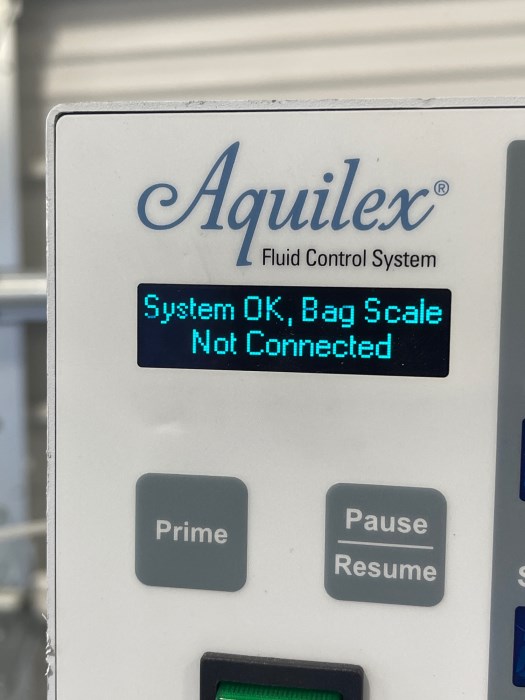 Aquilex®
Fluid Control System
System OK, Bag Scale
Not Connected
Prime
Pause
Resume